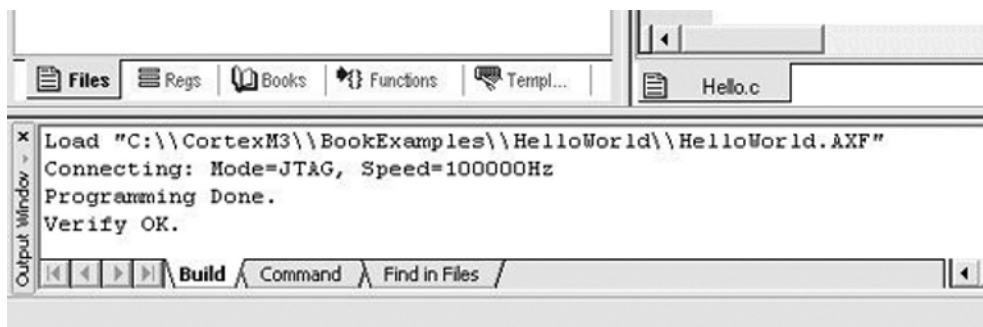 Files Regs Books Functions Templ...
Hello.c
Load "C:\\CortexM3\\BookExamples\\HelloWorld\\HelloWorld.AXF"
Connecting: Mode=JTAG, Speed=100000Hz
Programming Done.
Verify OK.
Output Window
Build Command Find in Files